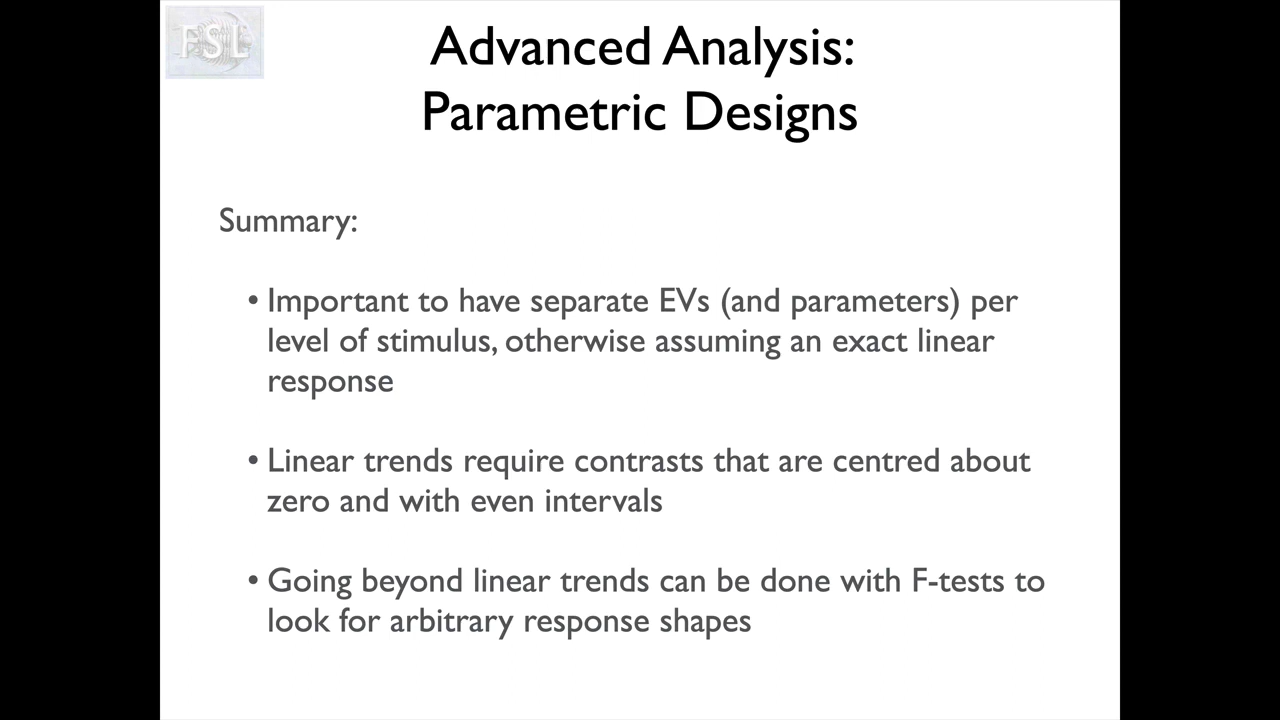 FSL
Advanced Analysis:
Parametric Designs
Summary:
• Important to have separate EVs (and parameters) per
level of stimulus, otherwise assuming an exact linear
response
• Linear trends require contrasts that are centred about
zero and with even intervals
• Going beyond linear trends can be done with F-tests to
look for arbitrary response shapes